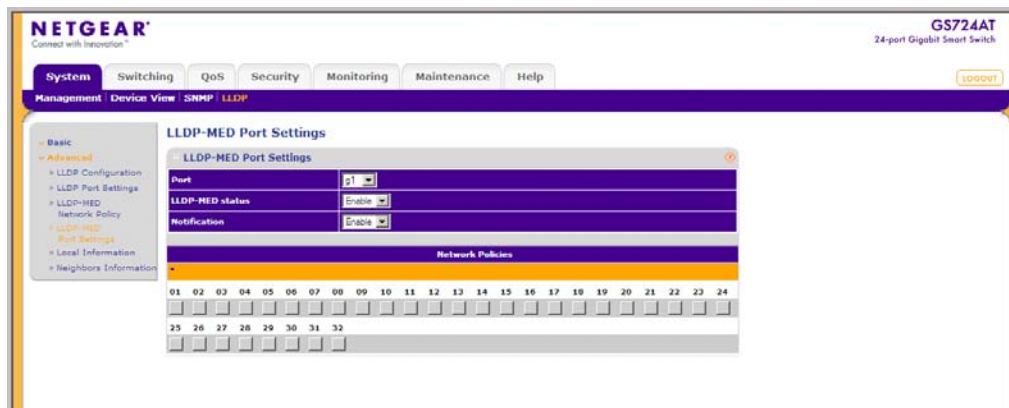 NETGEAR
Connect with Innovation™
GS724AT
24-port Gigabit Smart Switch
System Switching QoS Security Monitoring Maintenance Help
LOGOUT
Management Device View SNMP LLDP
Basic
Advanced
LLDP Configuration
LLDP Port Settings
LLDP-MED
Network Policy
LLDP-MED
Port Settings
Local Information
Neighbors Information
LLDP-MED Port Settings
LLDP-MED Port Settings
Port g1
LLDP-MED status Enable
Notification Enable
Network Policies
01 02 03 04 05 06 07 08 09 10 11 12 13 14 15 16 17 18 19 20 21 22 23 24
25 26 27 28 29 30 31 32